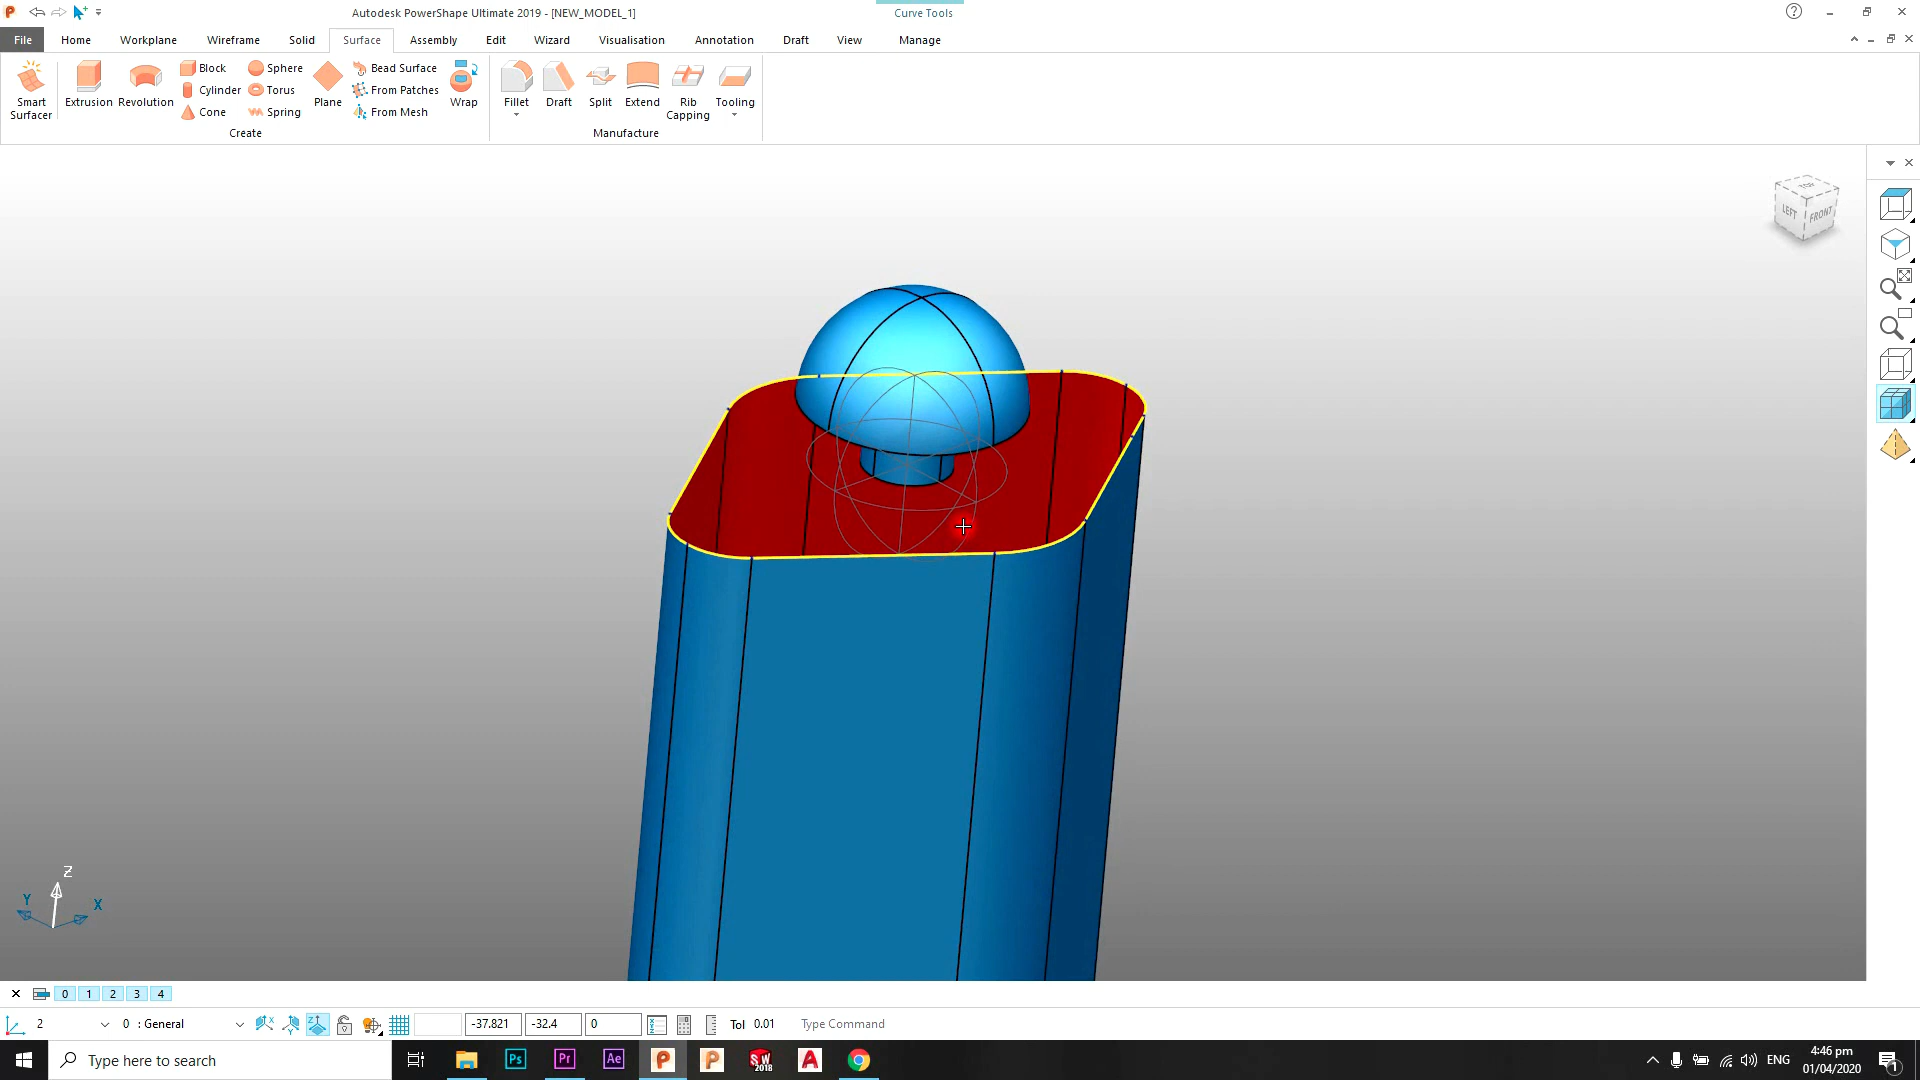 Autodesk PowerShape Ultimate 2019 - [NEW_MODEL_1]
Curve Tools
File Home Workplane Wireframe Solid Surface Assembly Edit Wizard Visualisation Annotation Draft View Manage
Smart Surfacer
Extrusion
Revolution
Block
Cylinder
Cone
Sphere
Torus
Spring
Plane
Bead Surface
From Patches
From Mesh
Wrap
Fillet
Draft
Split
Extend
Rib Capping
Tooling
Create
Manufacture
TOP
LEFT
FRONT
Z
Y
X
0 1 2 3 4
2
0 : General
-37.821
-32.4
0
Tol 0.01
Type Command
Type here to search
Ps
Pr
Ae
SW
2018
ENG
4:46 pm
01/04/2020
1